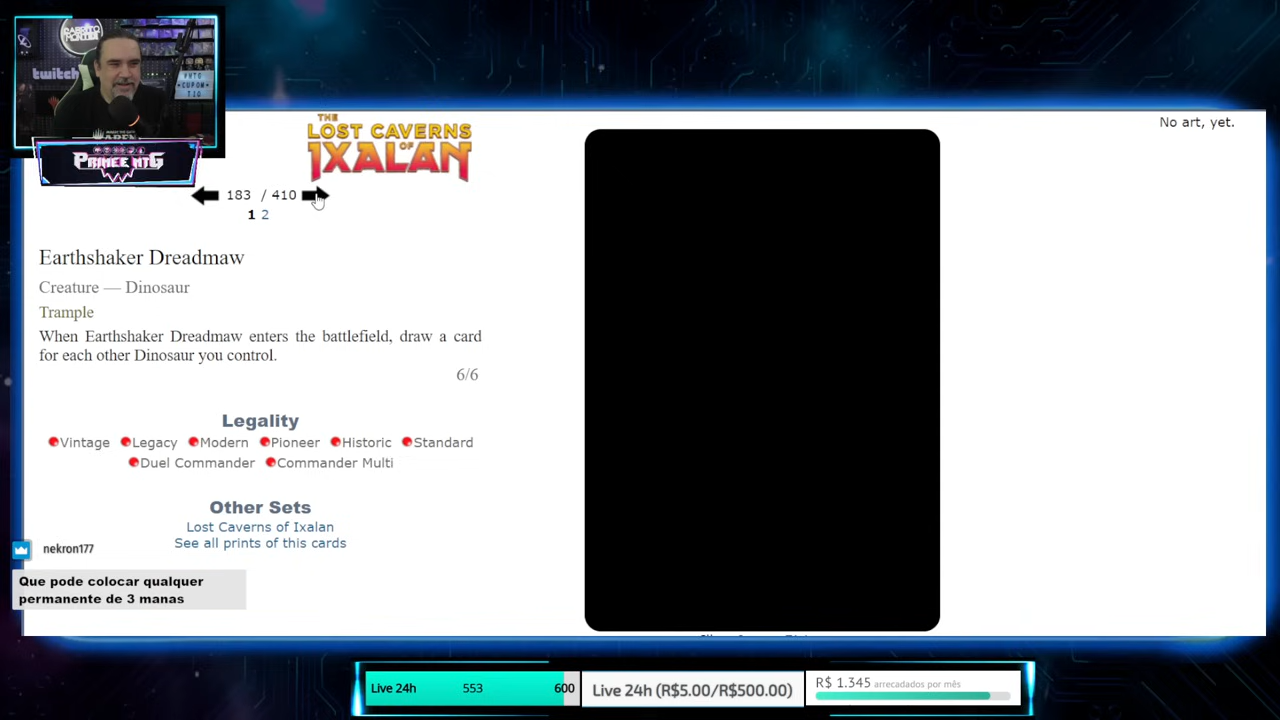 twitch
PRIMEE MTG
THE
LOST CAVERNS
OF
IXALAN
No art, yet.
183 / 410
1 2
Earthshaker Dreadmaw
Creature — Dinosaur
Trample
When Earthshaker Dreadmaw enters the battlefield, draw a card
for each other Dinosaur you control.
6/6
Legality
Vintage Legacy Modern Pioneer Historic Standard
Duel Commander Commander Multi
Other Sets
Lost Caverns of Ixalan
See all prints of this cards
nekron177
Que pode colocar qualquer
permanente de 3 manas
Live 24h 553 600
Live 24h (R$5.00/R$500.00)
R$ 1.345 arrecadados por mês